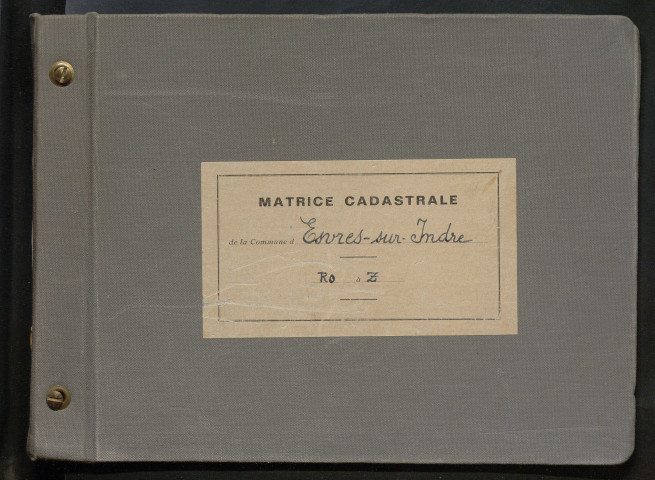 MATRICE CADASTRALE
de la Commune d'Esvres-sur-Indre
Ro à Z